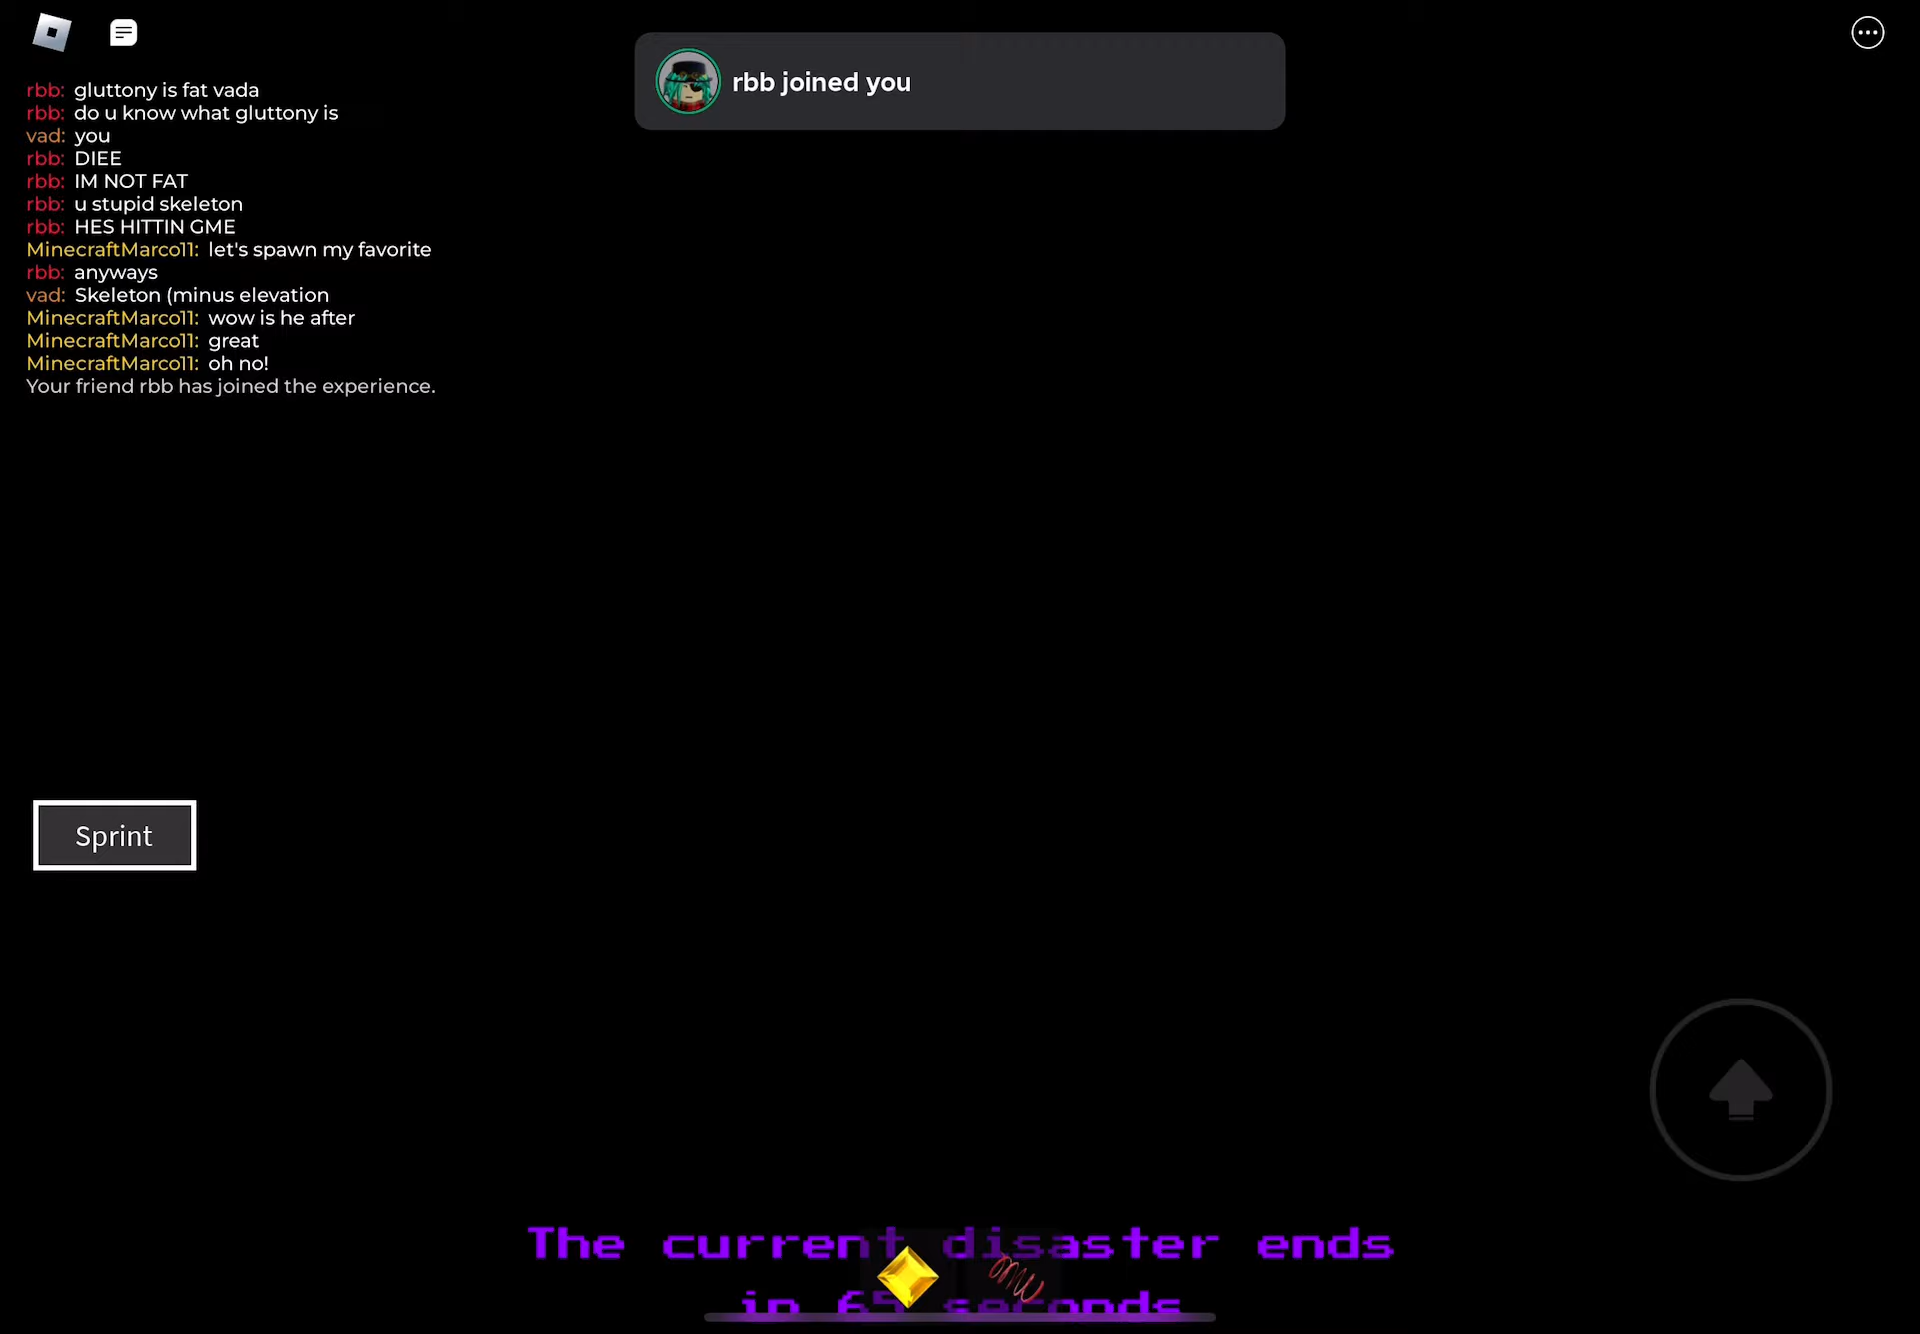 rbb joined you
rbb: gluttony is fat vada
rbb: do u know what gluttony is
vad: you
rbb: DIEE
rbb: IM NOT FAT
rbb: u stupid skeleton
rbb: HES HITTIN GME
MinecraftMarco11: let's spawn my favorite
rbb: anyways
vad: Skeleton (minus elevation
MinecraftMarco11: wow is he after
MinecraftMarco11: great
MinecraftMarco11: oh no!
Your friend rbb has joined the experience.
Sprint
The current disaster ends
in 65 seconds